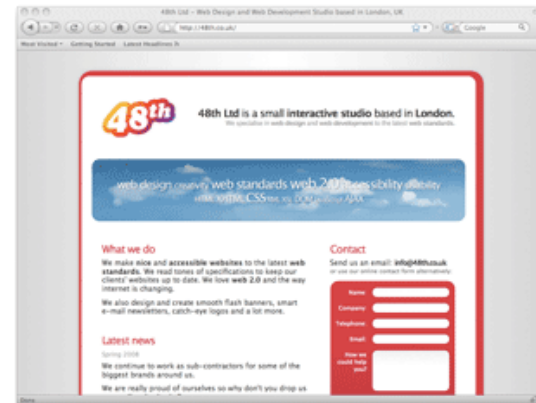 48th Ltd - Web Design and Web Development Studio based in London, UK
http://48th.co.uk/
Google
Most Visited
Getting Started
Latest Headlines
48th
48th Ltd is a small interactive studio based in London.
We specialise in web design and web development to the latest web standards.
web design creativity web standards web 2.0 accessibility usability
CSS
DOM
AJAX
What we do
We make nice and accessible websites to the latest web
standards. We read tones of specifications to keep our
clients' websites up to date. We love web 2.0 and the way
internet is changing.
We also design and create smooth flash banners, smart
e-mail newsletters, catch-eye logos and a lot more.
Latest news
Spring 2008
We continue to work as sub-contractors for some of the
biggest brands around us.
We are really proud of ourselves so why don't you drop us
Contact
Send us an email: info@48th.co.uk
or use our online contact form alternatively:
Name:
Company:
Telephone:
Email:
How we
could help
you?
Done